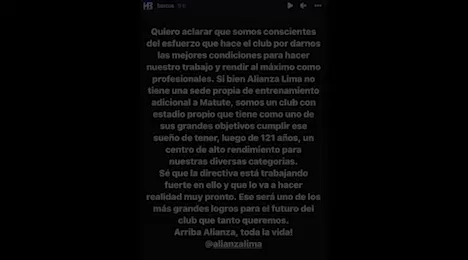 Quiero aclarar que somos conscientes
del esfuerzo que hace el club por darnos
las mejores condiciones para hacer
nuestro trabajo y rendir al máximo como
profesionales. Si bien Alianza Lima no
tiene una sede propia de entrenamiento
adicional a Matute, somos un club con
estadio propio que tiene como uno de
sus grandes objetivos cumplir ese
sueño de tener, luego de 121 años, un
centro de alto rendimiento para
nuestras diversas categorías.
Sé que la directiva está trabajando
fuerte en ello y que lo va a hacer
realidad muy pronto. Ese será uno de los
más grandes logros para el futuro del
club que tanto queremos.
Arriba Alianza, toda la vida!
@alianzalima